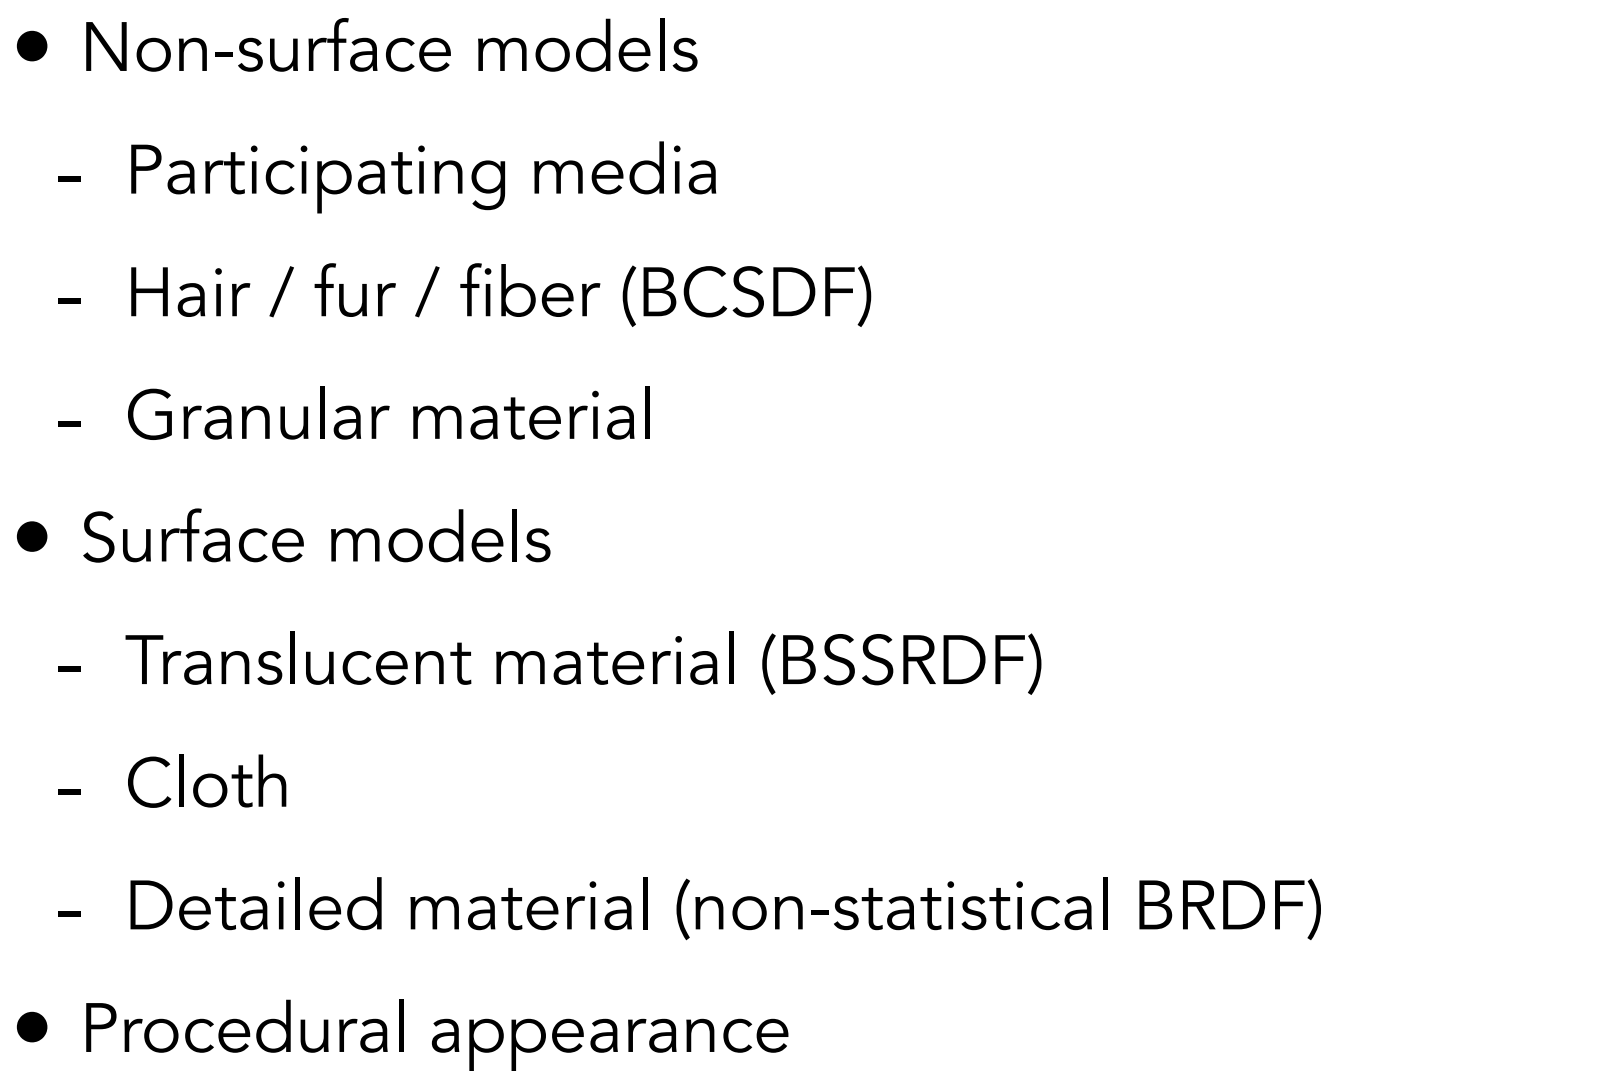 • Non-surface models
- Participating media
- Hair / fur / fiber (BCSDF)
- Granular material
• Surface models
- Translucent material (BSSRDF)
- Cloth
- Detailed material (non-statistical BRDF)
• Procedural appearance